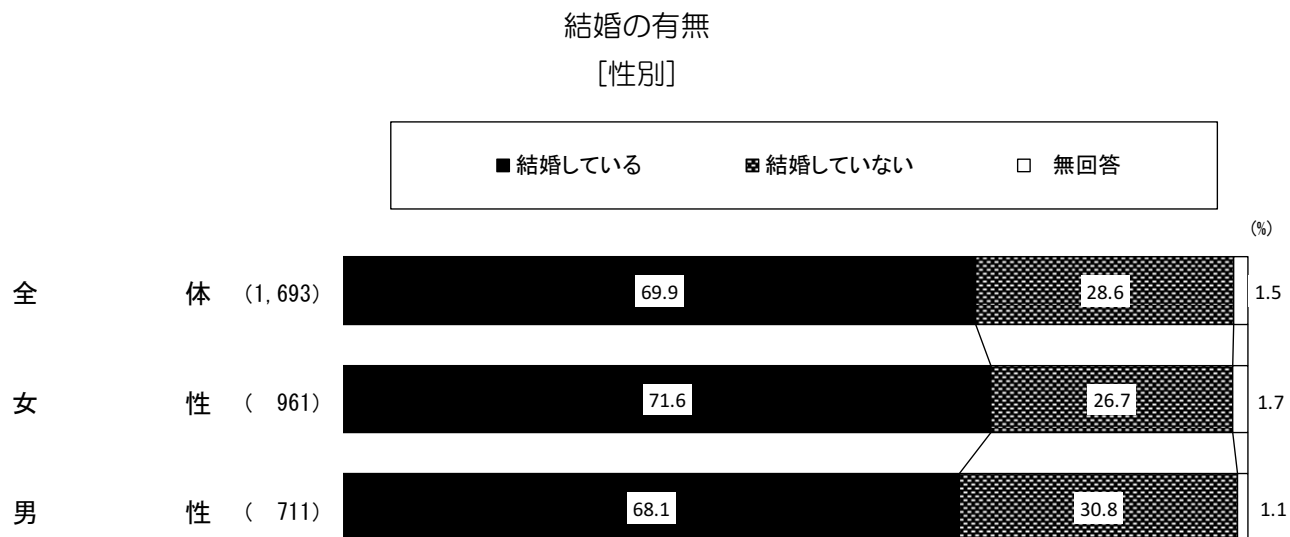 結婚の有無
[性別]
■結婚している ▩結婚していない □ 無回答
(%)
全 体 (1,693) 69.9 28.6 1.5
女 性 ( 961) 71.6 26.7 1.7
男 性 ( 711) 68.1 30.8 1.1